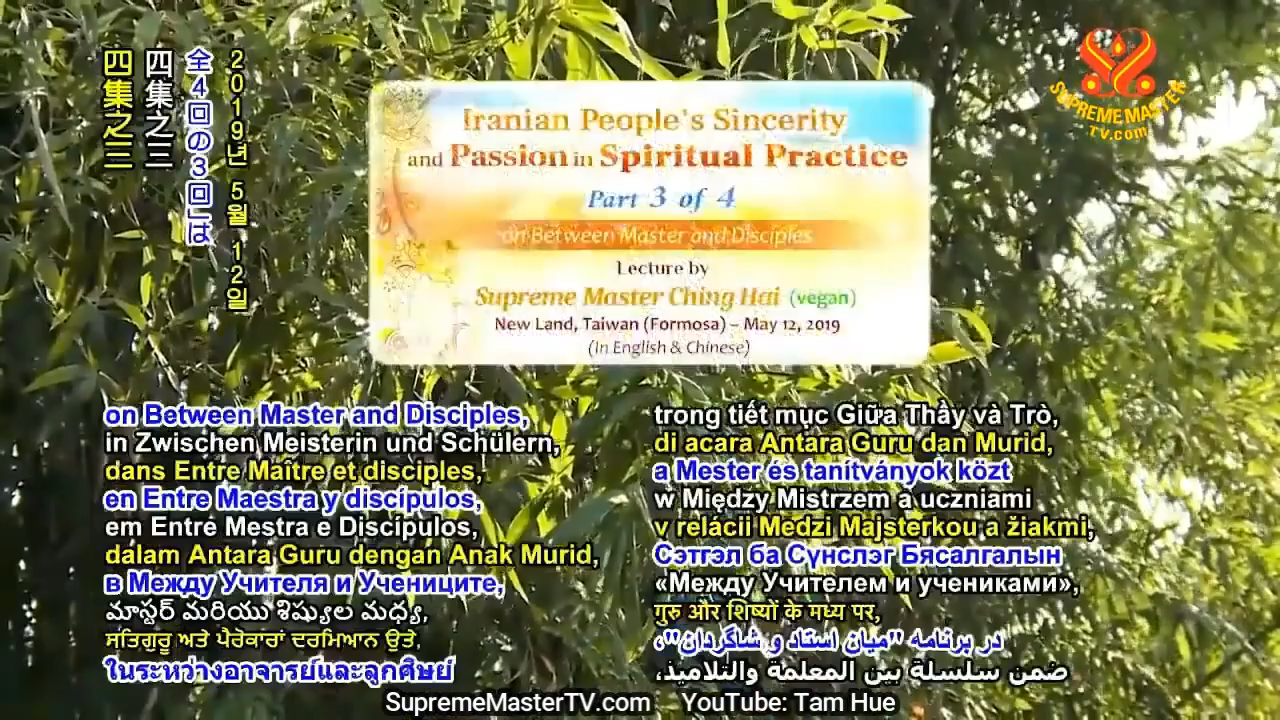 2019년 5월 12일
全4回の3回目は
四集之三
四集之三
SUPREME MASTER
TV.com
Iranian People's Sincerity
and Passion in Spiritual Practice
Part 3 of 4
on Between Master and Disciples
Lecture by
Supreme Master Ching Hai (vegan)
New Land, Taiwan (Formosa) – May 12, 2019
(In English & Chinese)
on Between Master and Disciples,
in Zwischen Meisterin und Schülern,
dans Entre Maître et disciples,
en Entre Maestra y discípulos,
em Entre Mestra e Discípulos,
dalam Antara Guru dengan Anak Murid,
в Между Учителя и Учениците,
మాస్టర్ మరియు శిష్యుల మధ్య,
ਸਤਿਗੁਰੂ ਅਤੇ ਪੈਰੋਕਾਰਾਂ ਦਰਮਿਆਨ ਉਤੇ,
ในระหว่างอาจารย์และลูกศิษย์
trong tiết mục Giữa Thầy và Trò,
di acara Antara Guru dan Murid,
a Mester és tanítványok közt
w Między Mistrzem a uczniami
v relácii Medzi Majsterkou a žiakmi,
Сэтгэл ба Сүнслэг Бясалгалын
«Между Учителем и учениками»,
गुरु और शिष्यों के मध्य पर,
در برنامه "میان استاد و شاگردان"،
ضمن سلسلة بين المعلمة والتلاميذ،
SupremeMasterTV.com YouTube: Tam Hue